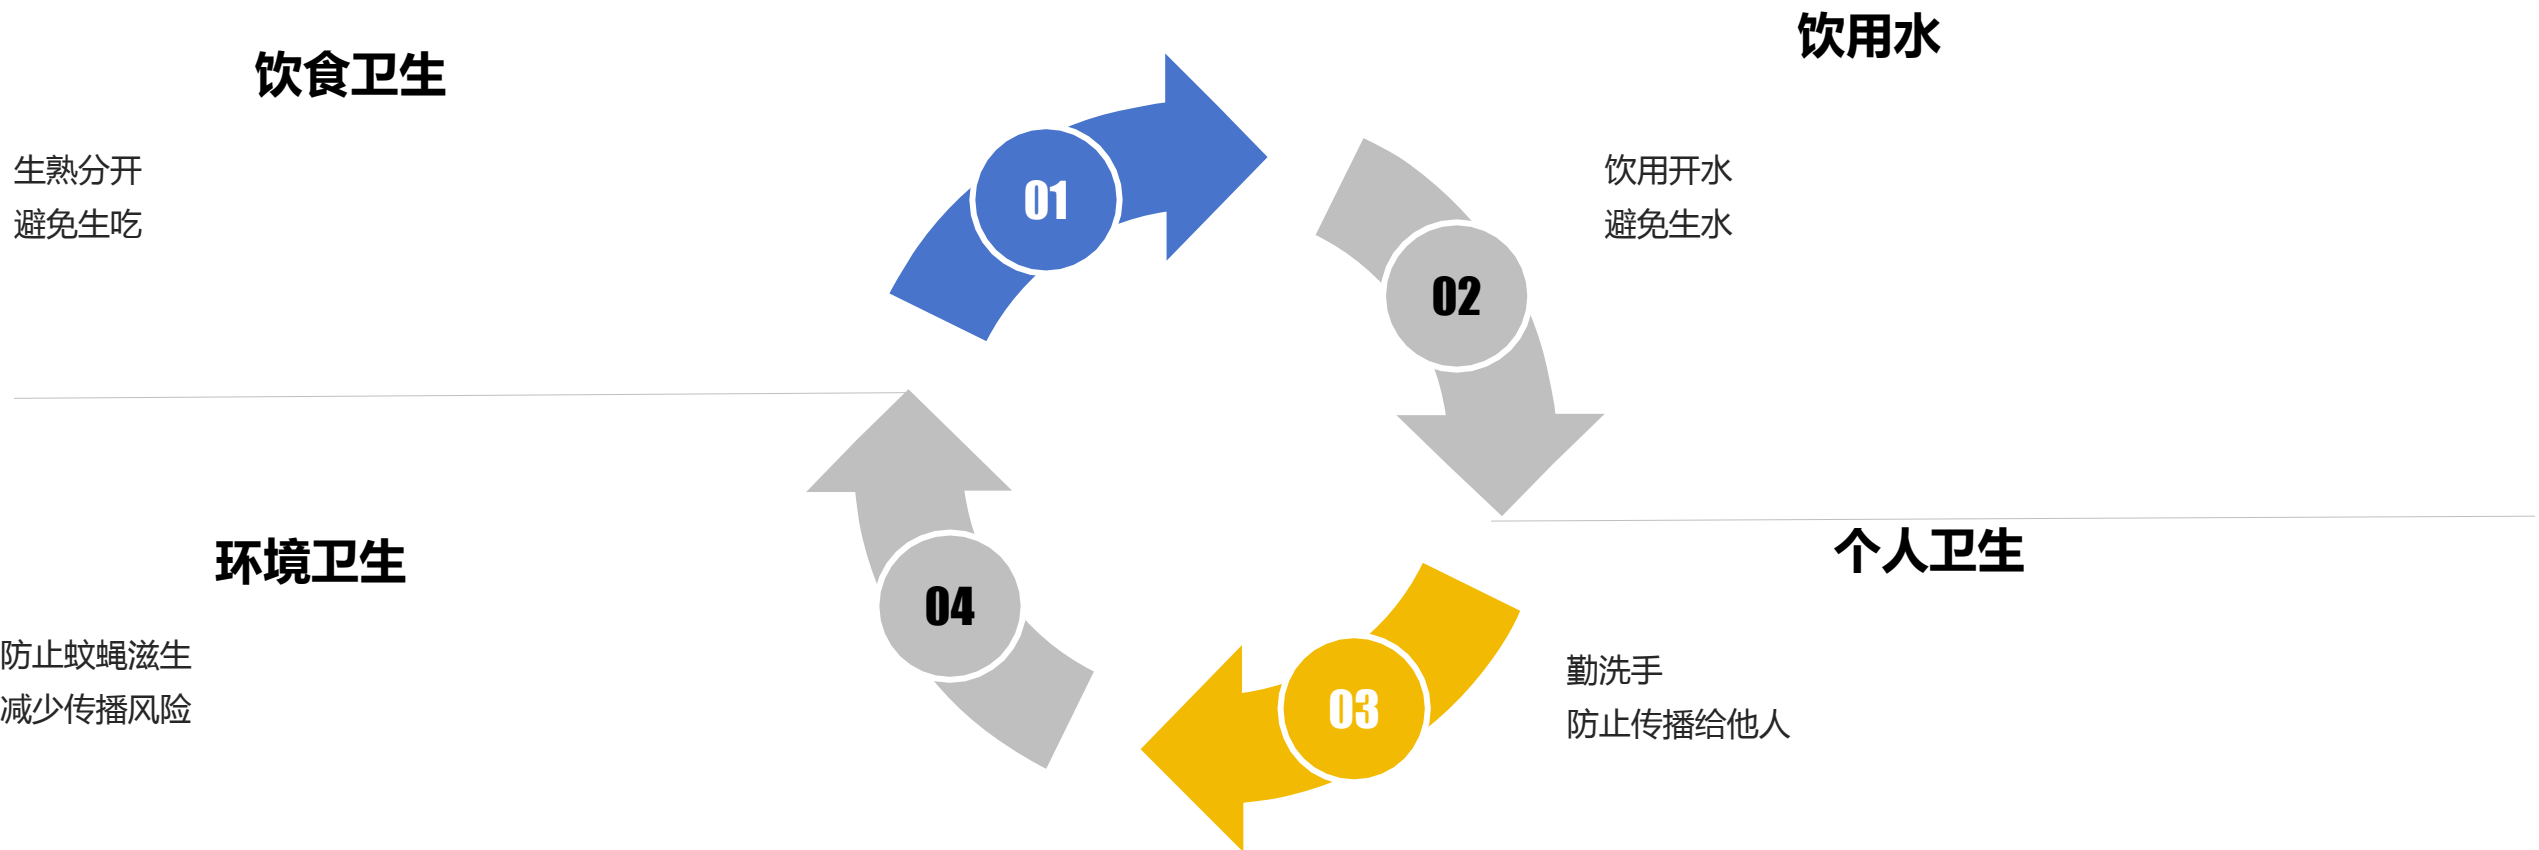 饮食卫生
生熟分开
避免生吃
01
饮用水
饮用开水
避免生水
02
个人卫生
勤洗手
防止传播给他人
03
环境卫生
防止蚊蝇滋生
减少传播风险
04